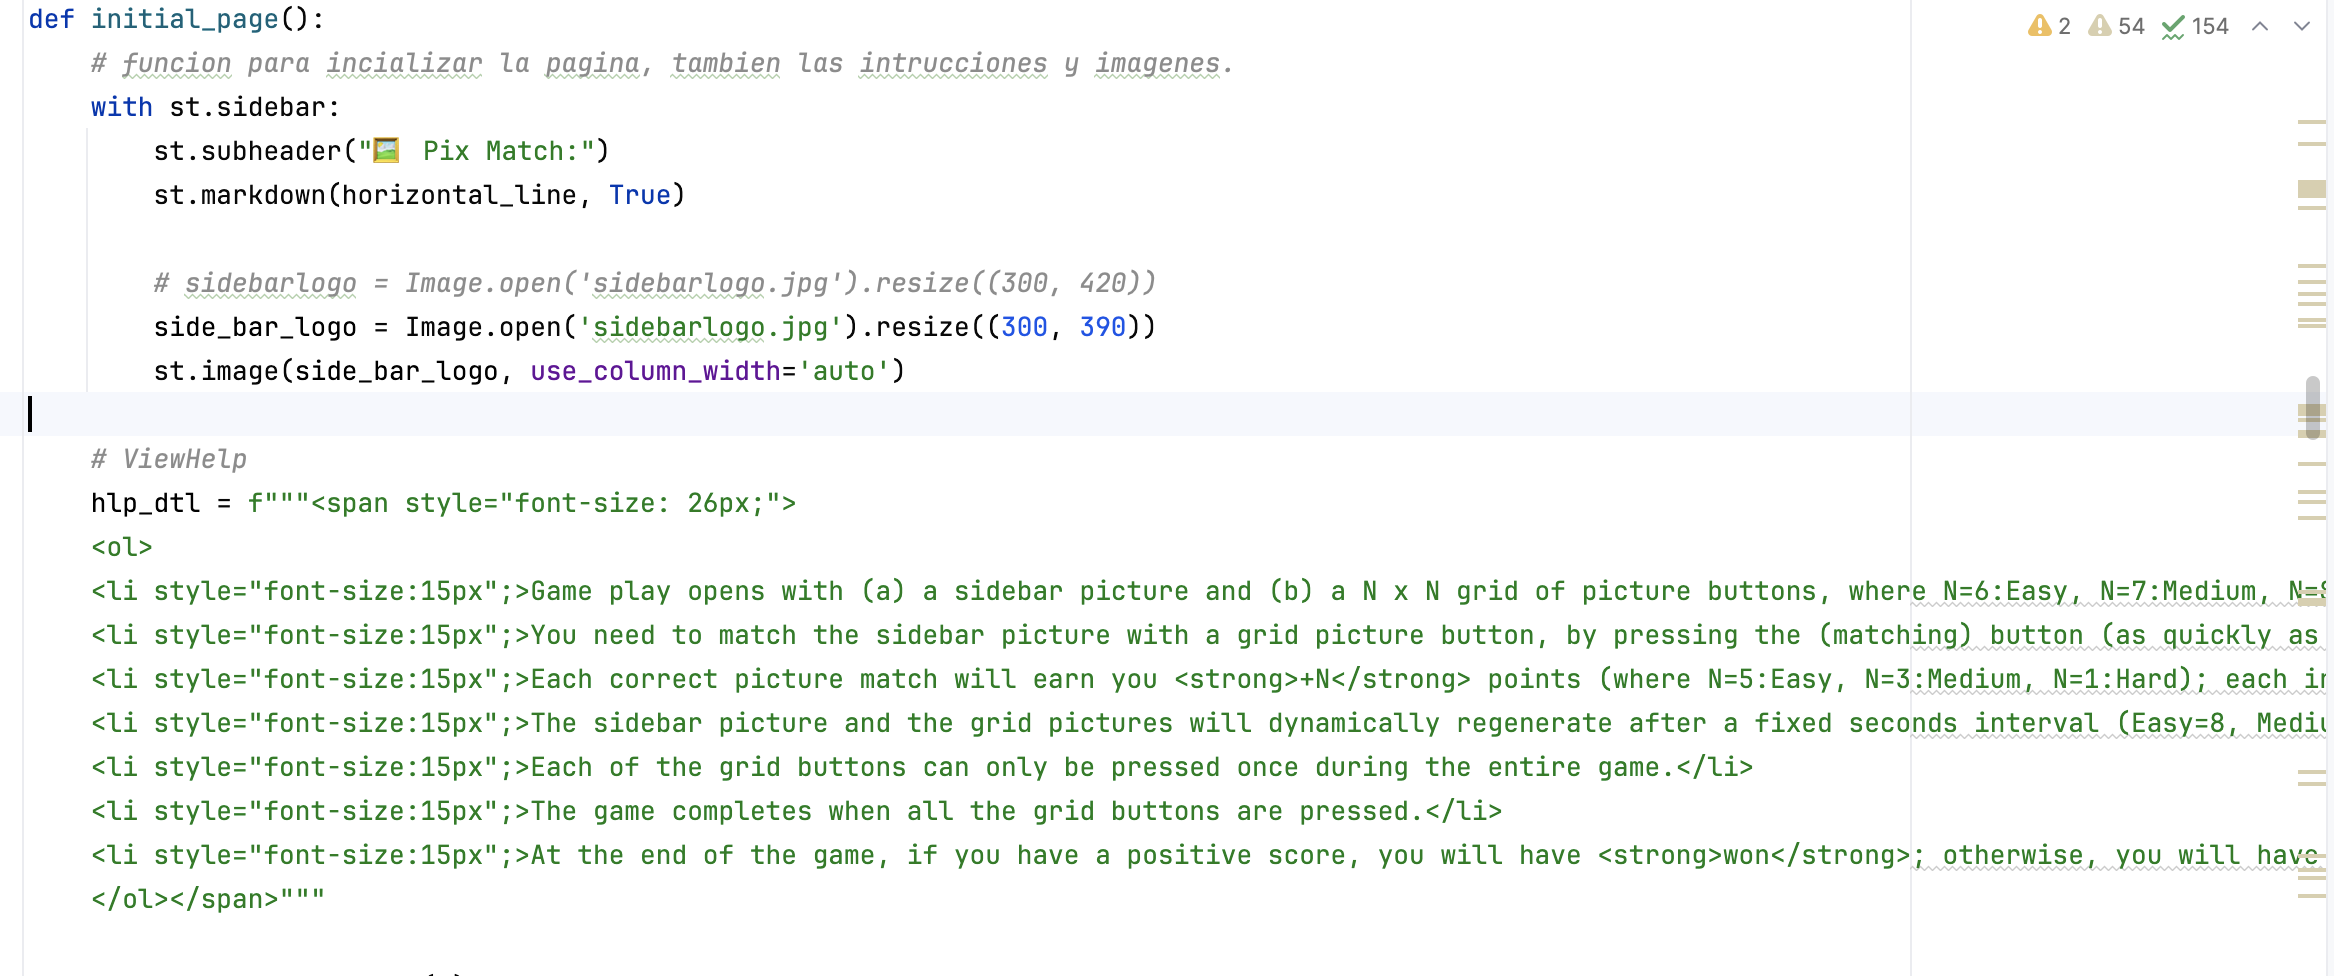 def initial_page():
2 54 154
# funcion para incializar la pagina, tambien las intrucciones y imagenes.
with st.sidebar:
st.subheader("🖼️ Pix Match:")
st.markdown(horizontal_line, True)
# sidebarlogo = Image.open('sidebarlogo.jpg').resize((300, 420))
side_bar_logo = Image.open('sidebarlogo.jpg').resize((300, 390))
st.image(side_bar_logo, use_column_width='auto')
# ViewHelp
hlp_dtl = f"""<span style="font-size: 26px;">
<ol>
<li style="font-size:15px";>Game play opens with (a) a sidebar picture and (b) a N x N grid of picture buttons, where N=6:Easy, N=7:Medium,
<li style="font-size:15px";>You need to match the sidebar picture with a grid picture button, by pressing the (matching) button (as quickly as
<li style="font-size:15px";>Each correct picture match will earn you <strong>+N</strong> points (where N=5:Easy, N=3:Medium, N=1:Hard); each
<li style="font-size:15px";>The sidebar picture and the grid pictures will dynamically regenerate after a fixed seconds interval (Easy=8,
<li style="font-size:15px";>Each of the grid buttons can only be pressed once during the entire game.</li>
<li style="font-size:15px";>The game completes when all the grid buttons are pressed.</li>
<li style="font-size:15px";>At the end of the game, if you have a positive score, you will have <strong>won</strong>; otherwise, you will have
</ol></span>"""